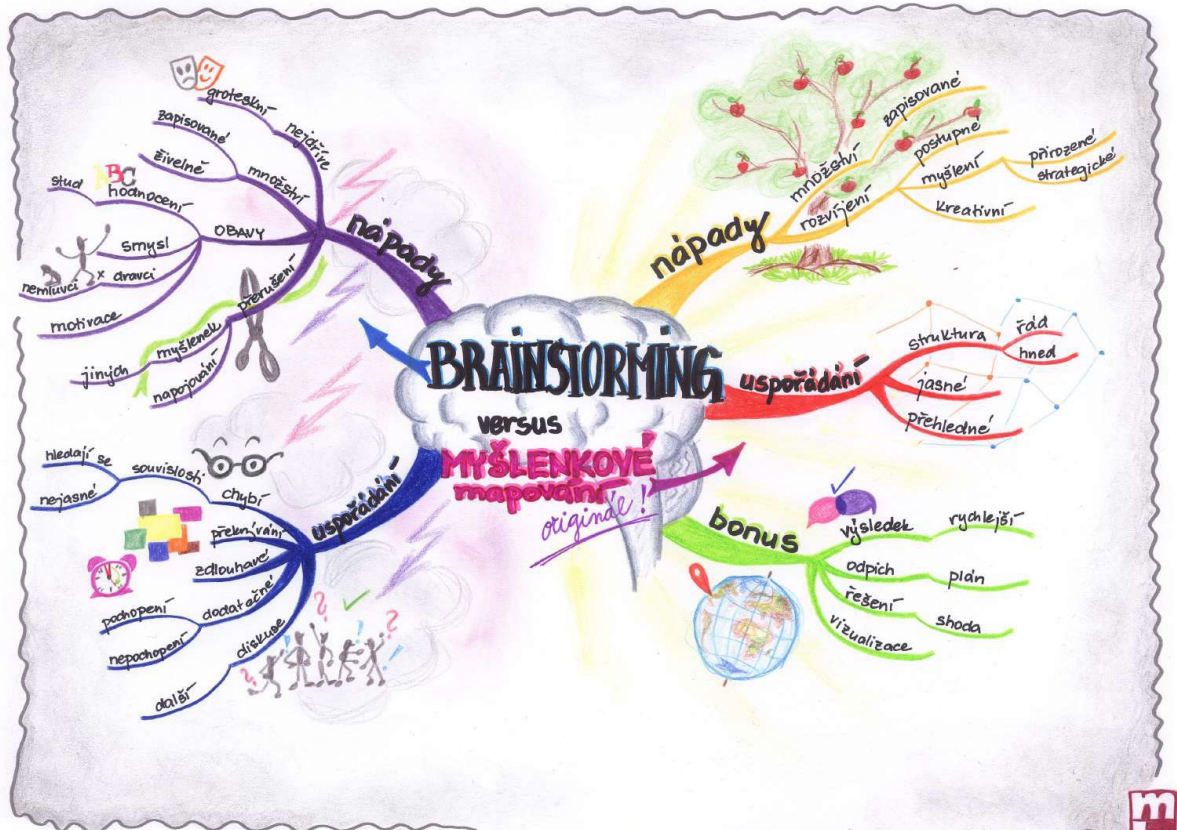 BRAINSTORMING
versus
MYŠLENKOVÉ
mapování
originál!
nápady
nejdříve
groteskní
množství
zapisované
živelně
OBAVY
hodnocení
stud
ABC
smysl
dravci
x
nemluvci
motivace
přerušení
myšlenek
jiných
napojování
uspořádání
chybí
souvislosti
hledají se
nejasné
zdlouhavé
dodatečné
pochopení
nepochopení
diskuse
další
nápady
množství
zapisované
rozvíjení
postupné
myšlení
přirozené
strategické
kreativní
uspořádání
struktura
řád
hned
jasné
přehledné
bonus
výsledek
rychlejší
odpich
plán
řešení
shoda
vizualizace
m